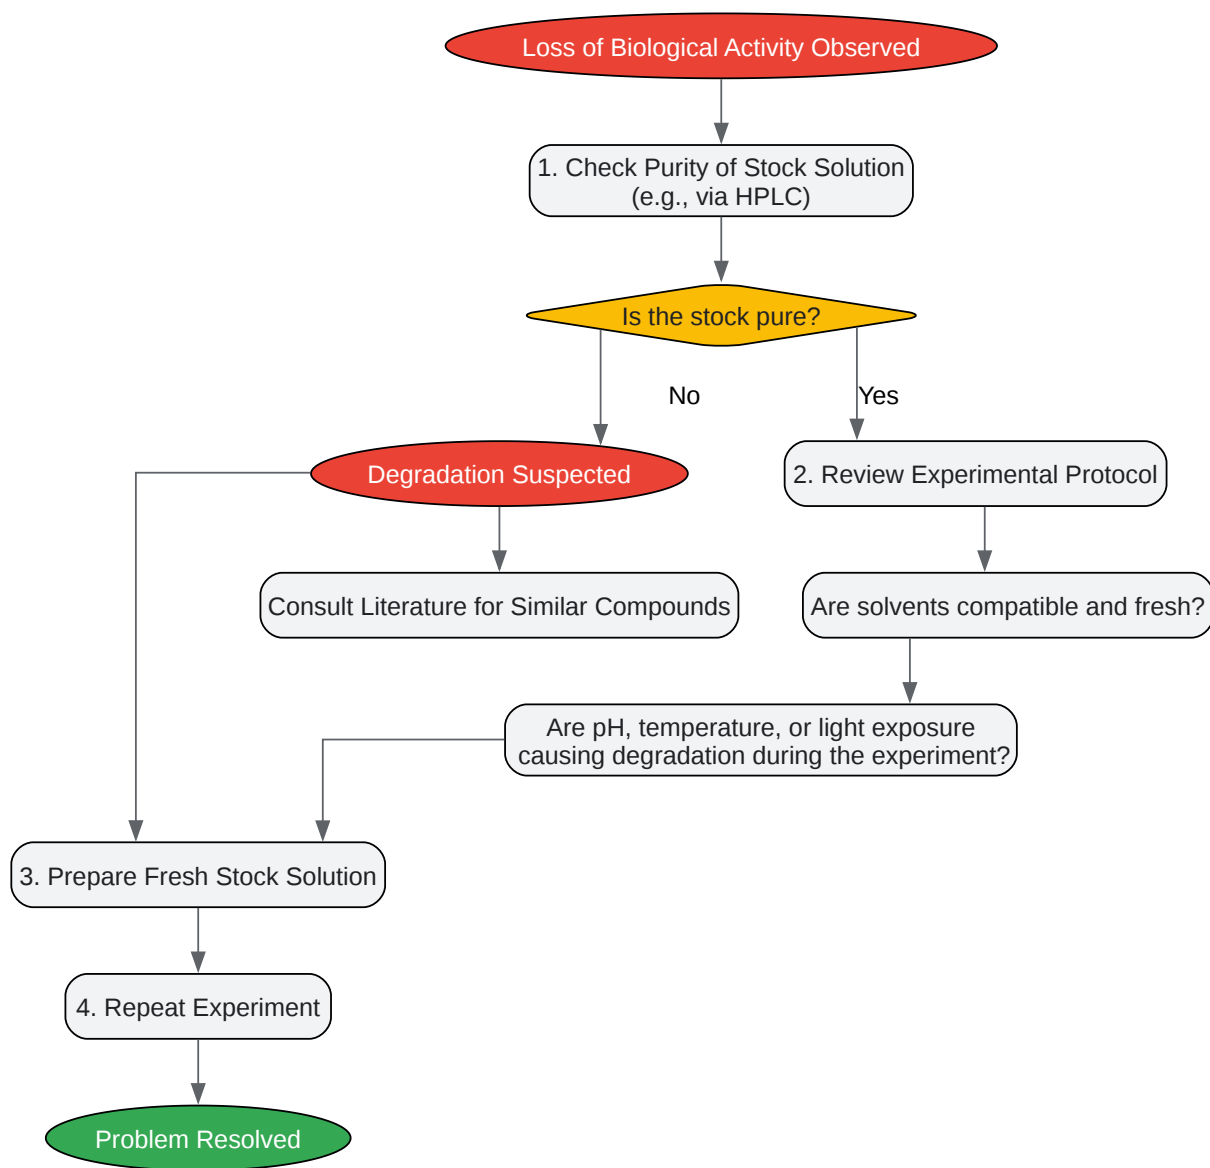 Loss of Biological Activity Observed
1. Check Purity of Stock Solution
(e.g., via HPLC)
Is the stock pure?
No
Yes
Degradation Suspected
2. Review Experimental Protocol
Consult Literature for Similar Compounds
Are solvents compatible and fresh?
Are pH, temperature, or light exposure
causing degradation during the experiment?
3. Prepare Fresh Stock Solution
4. Repeat Experiment
Problem Resolved